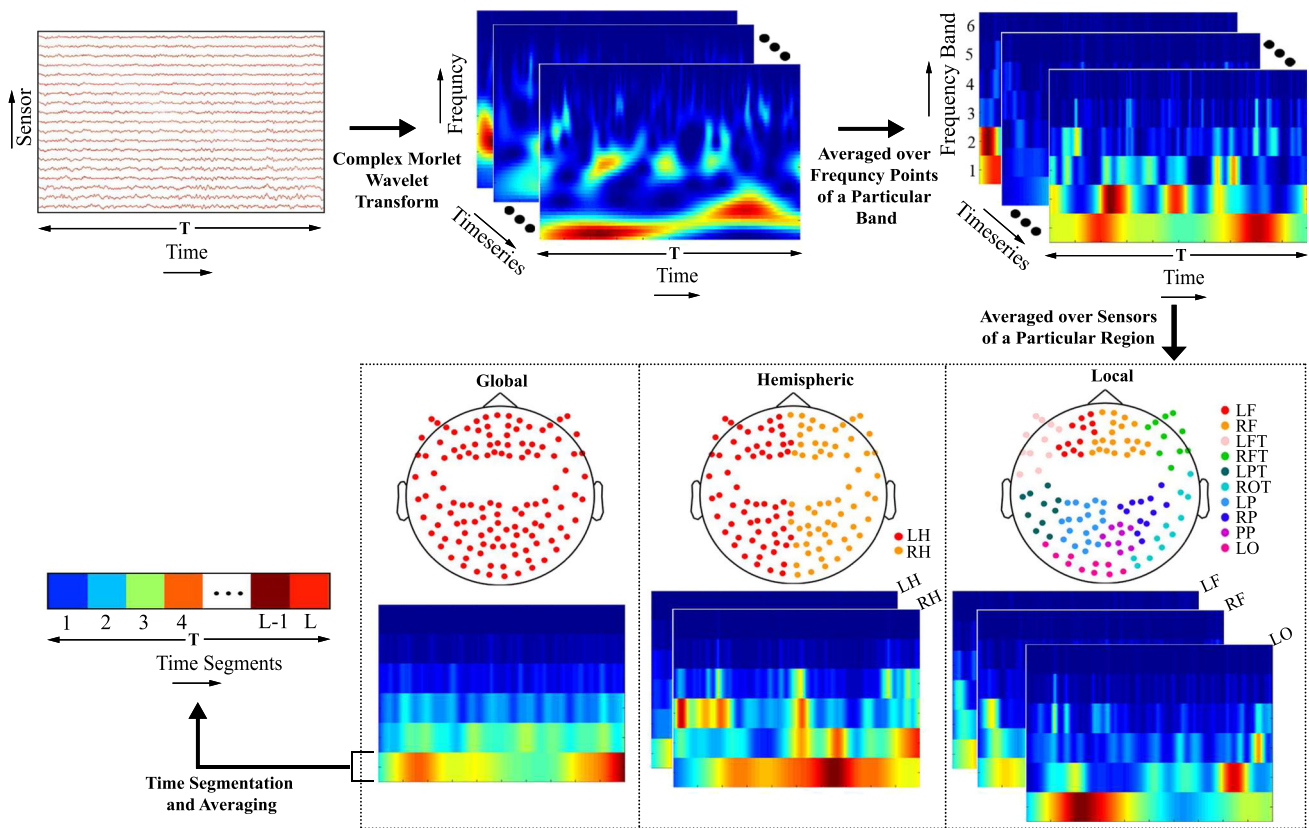 Sensor
T
Time
Complex Morlet
Wavelet
Transform
Frequncy
Timeseries
T
Time
Averaged over
Frequncy Points
of a Particular
Band
Frequency Band
6
5
4
3
2
1
Timeseries
T
Time
Averaged over Sensors
of a Particular Region
Global
Hemispheric
LH
RH
LH
RH
Local
LF
RF
LFT
RFT
LPT
ROT
LP
RP
PP
LO
LF
RF
LO
1 2 3 4 L-1 L
T
Time Segments
Time Segmentation
and Averaging